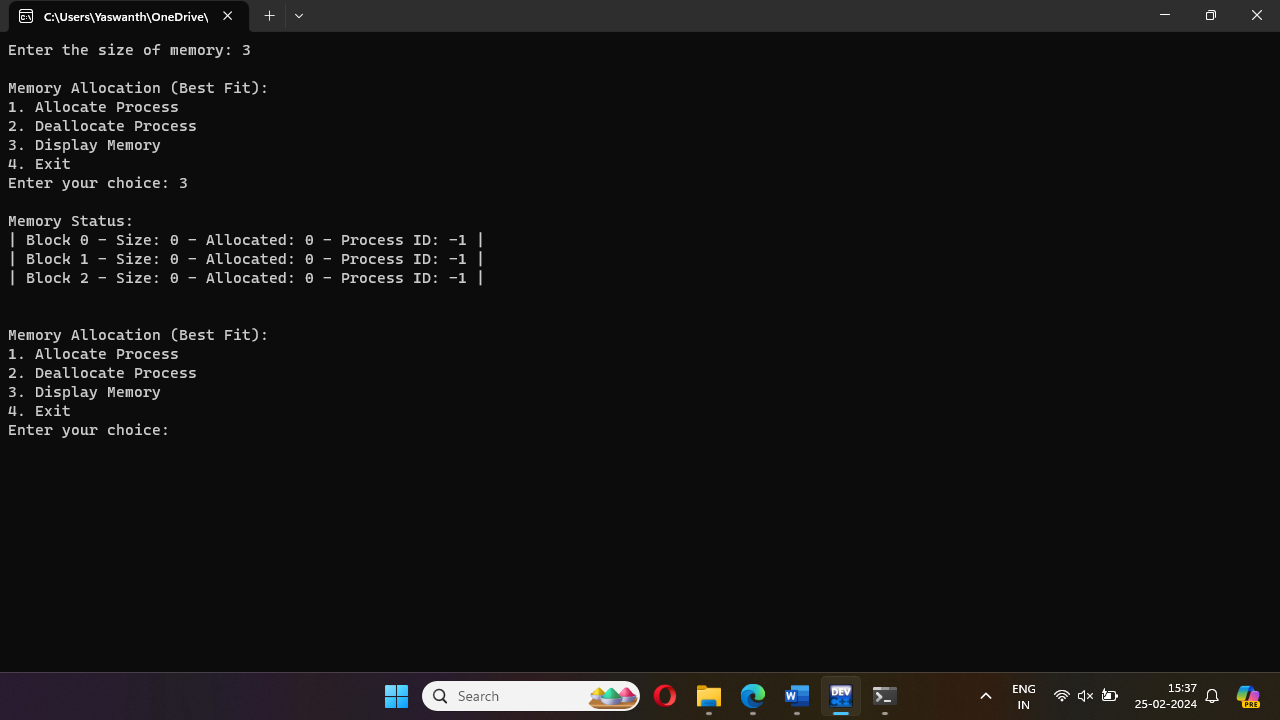 C:\Users\Yaswanth\OneDrive\
Enter the size of memory: 3
Memory Allocation (Best Fit):
1. Allocate Process
2. Deallocate Process
3. Display Memory
4. Exit
Enter your choice: 3
Memory Status:
| Block 0 - Size: 0 - Allocated: 0 - Process ID: -1 |
| Block 1 - Size: 0 - Allocated: 0 - Process ID: -1 |
| Block 2 - Size: 0 - Allocated: 0 - Process ID: -1 |
Memory Allocation (Best Fit):
1. Allocate Process
2. Deallocate Process
3. Display Memory
4. Exit
Enter your choice:
Search
DEV
ENG
IN
15:37
25-02-2024
PRE